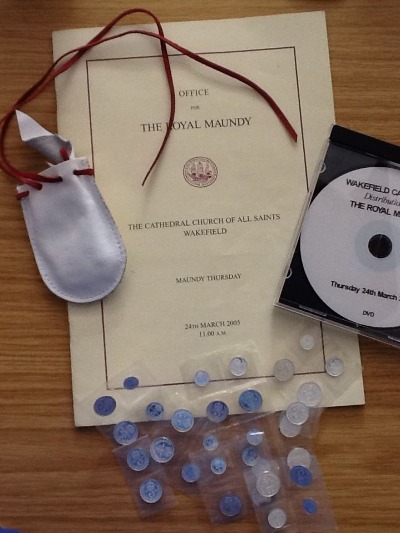 OFFICE
FOR
THE ROYAL MAUNDY
THE CATHEDRAL CHURCH OF ALL SAINTS
WAKEFIELD
MAUNDY THURSDAY
24TH MARCH 2005
11.00 A.M.
WAKEFIELD CA
Distributio
THE ROYAL M
Thursday 24th March
DVD